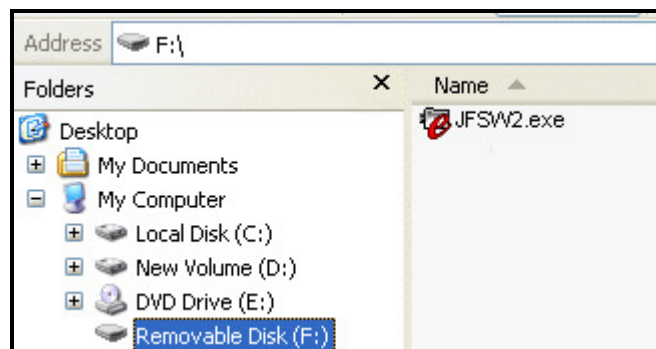 Address F:\
Folders X Name
JFSW2.exe
Desktop
My Documents
My Computer
Local Disk (C:)
New Volume (D:)
DVD Drive (E:)
Removable Disk (F:)